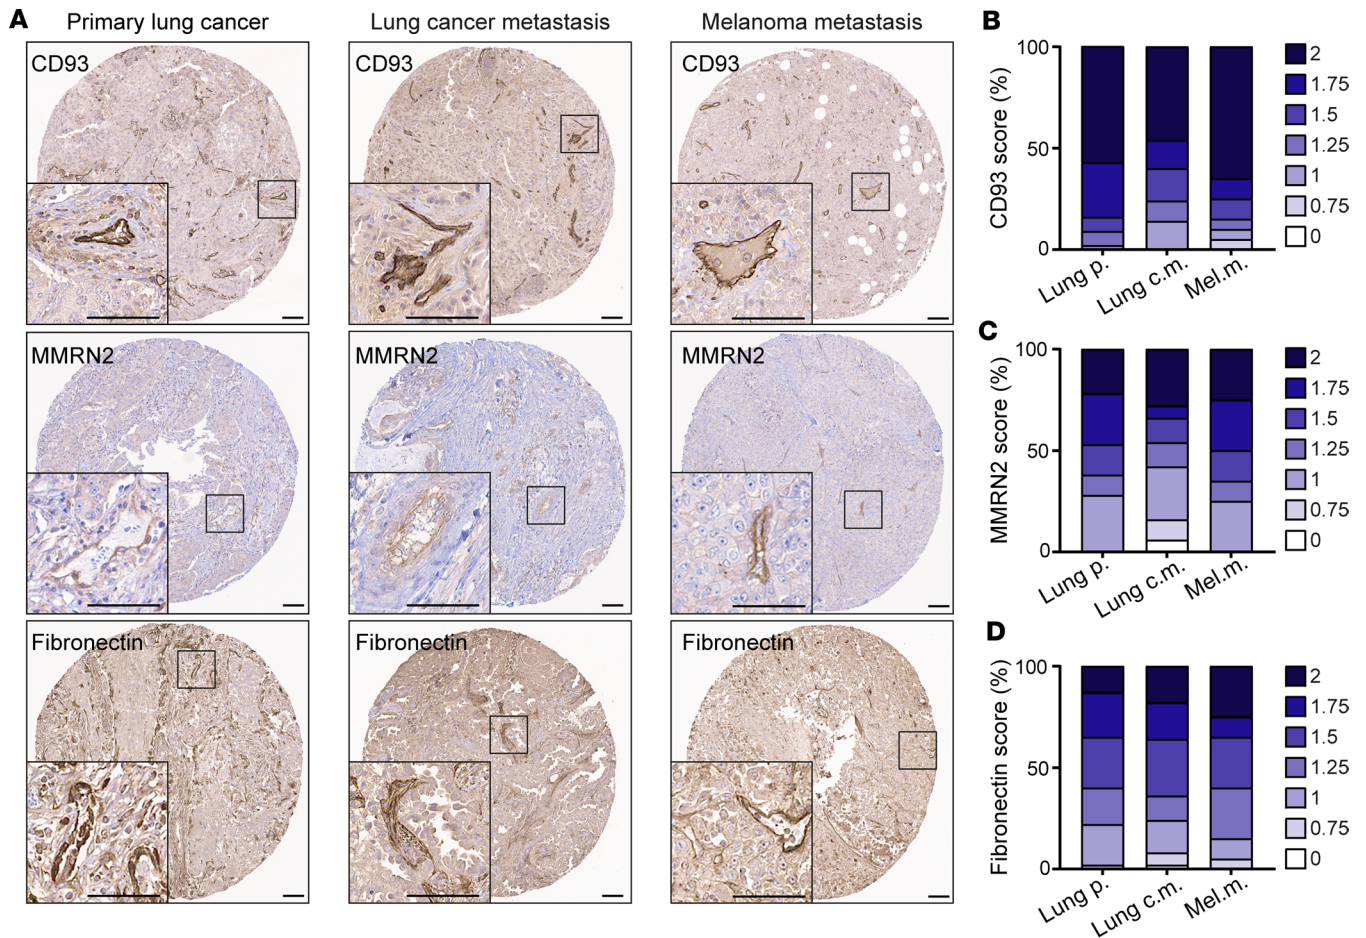 A
Primary lung cancer
Lung cancer metastasis
Melanoma metastasis
CD93
CD93
CD93
MMRN2
MMRN2
MMRN2
Fibronectin
Fibronectin
Fibronectin
B
CD93 score (%)
100
50
0
Lung p.
Lung c.m.
Mel.m.
2
1.75
1.5
1.25
1
0.75
0
C
MMRN2 score (%)
100
50
0
Lung p.
Lung c.m.
Mel.m.
2
1.75
1.5
1.25
1
0.75
0
D
Fibronectin score (%)
100
50
0
Lung p.
Lung c.m.
Mel.m.
2
1.75
1.5
1.25
1
0.75
0